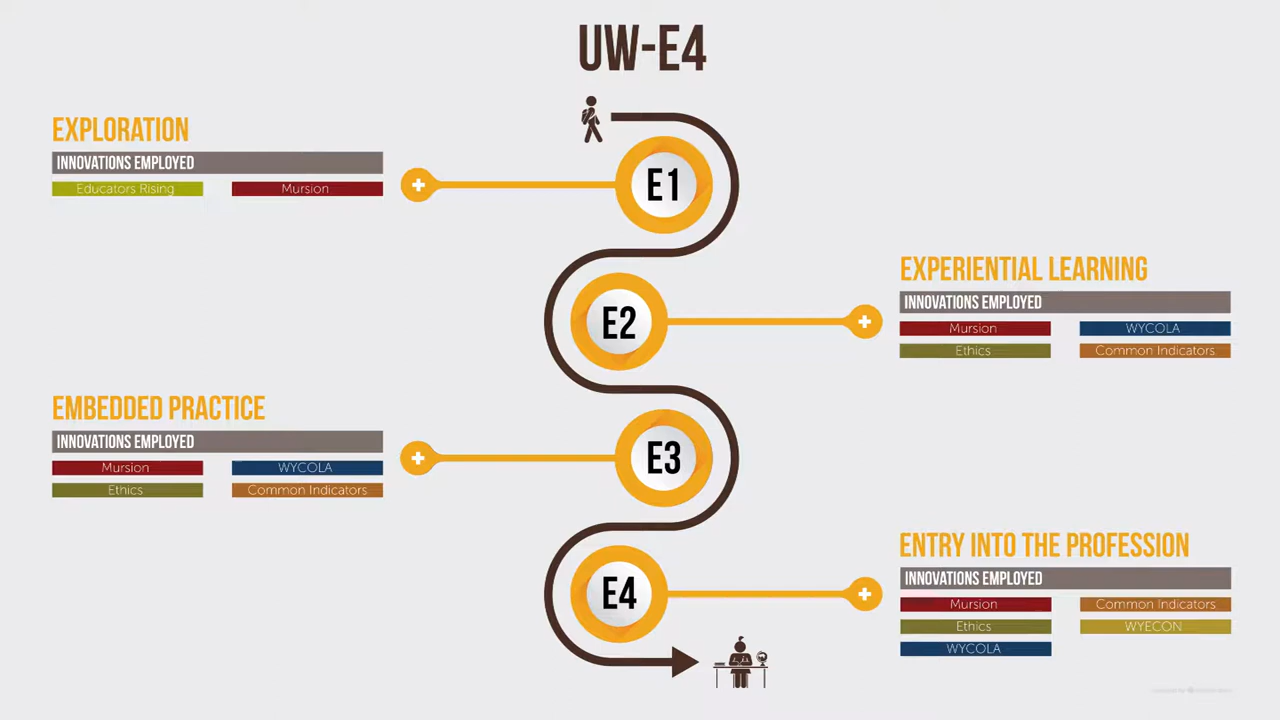 UW-E4
EXPLORATION
INNOVATIONS EMPLOYED
Educators Rising
Mursion
E1
EXPERIENTIAL LEARNING
INNOVATIONS EMPLOYED
Mursion
WYCOLA
Ethics
Common Indicators
E2
EMBEDDED PRACTICE
INNOVATIONS EMPLOYED
Mursion
WYCOLA
Ethics
Common Indicators
E3
ENTRY INTO THE PROFESSION
INNOVATIONS EMPLOYED
Mursion
Common Indicators
Ethics
WYECON
WYCOLA
E4